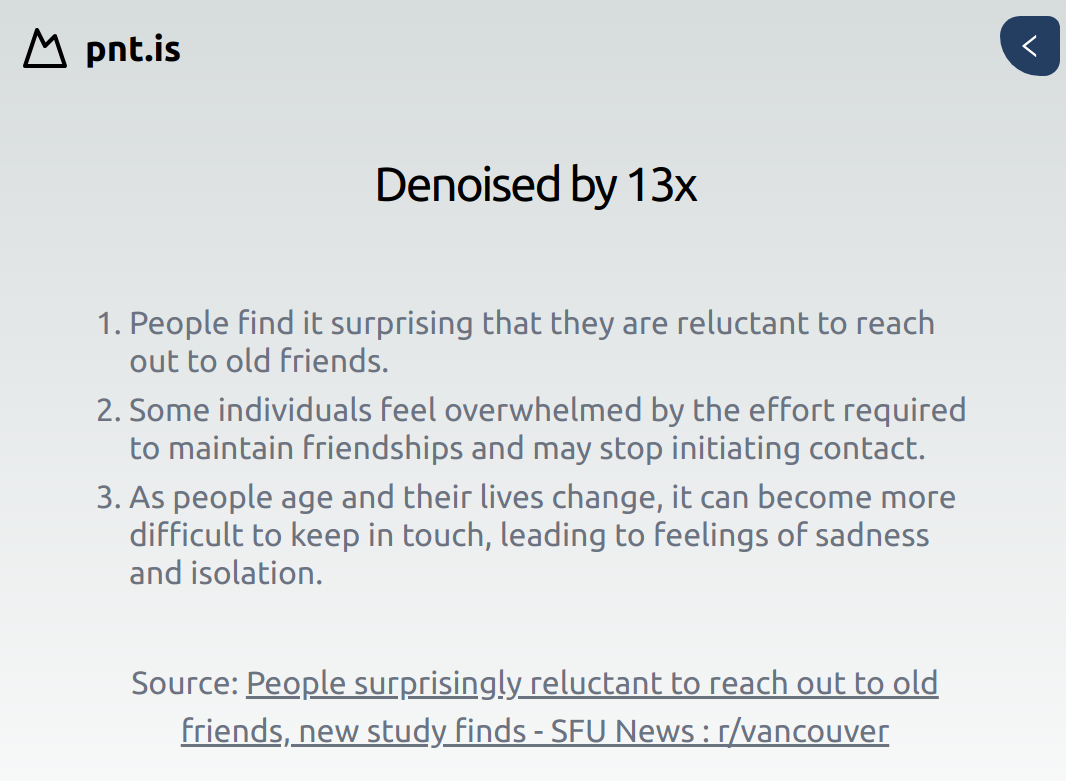 pnt.is
Denoised by 13x
1. People find it surprising that they are reluctant to reach
out to old friends.
2. Some individuals feel overwhelmed by the effort required
to maintain friendships and may stop initiating contact.
3. As people age and their lives change, it can become more
difficult to keep in touch, leading to feelings of sadness
and isolation.
Source: People surprisingly reluctant to reach out to old
friends, new study finds - SFU News : r/vancouver